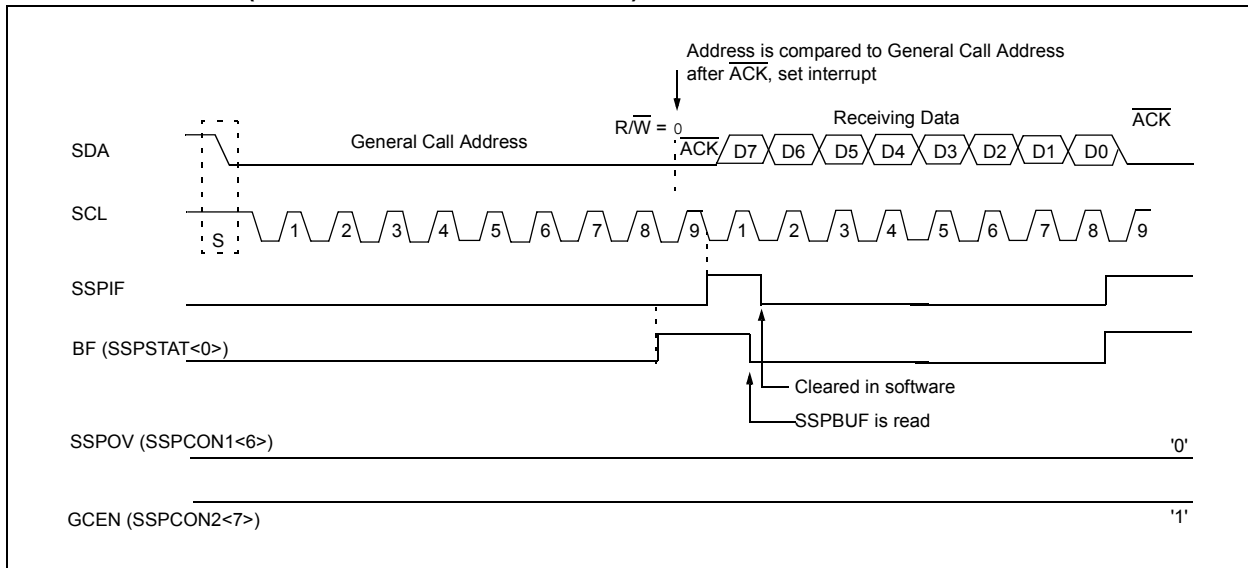 Address is compared to General Call Address
after ACK, set interrupt
R/W = 0
Receiving Data
ACK
General Call Address
ACK
SDA
D7 D6 D5 D4 D3 D2 D1 D0
SCL
S
1 2 3 4 5 6 7 8 9 1 2 3 4 5 6 7 8 9
SSPIF
BF (SSPSTAT<0>)
Cleared in software
SSPBUF is read
SSPOV (SSPCON1<6>)
'0'
GCEN (SSPCON2<7>)
'1'